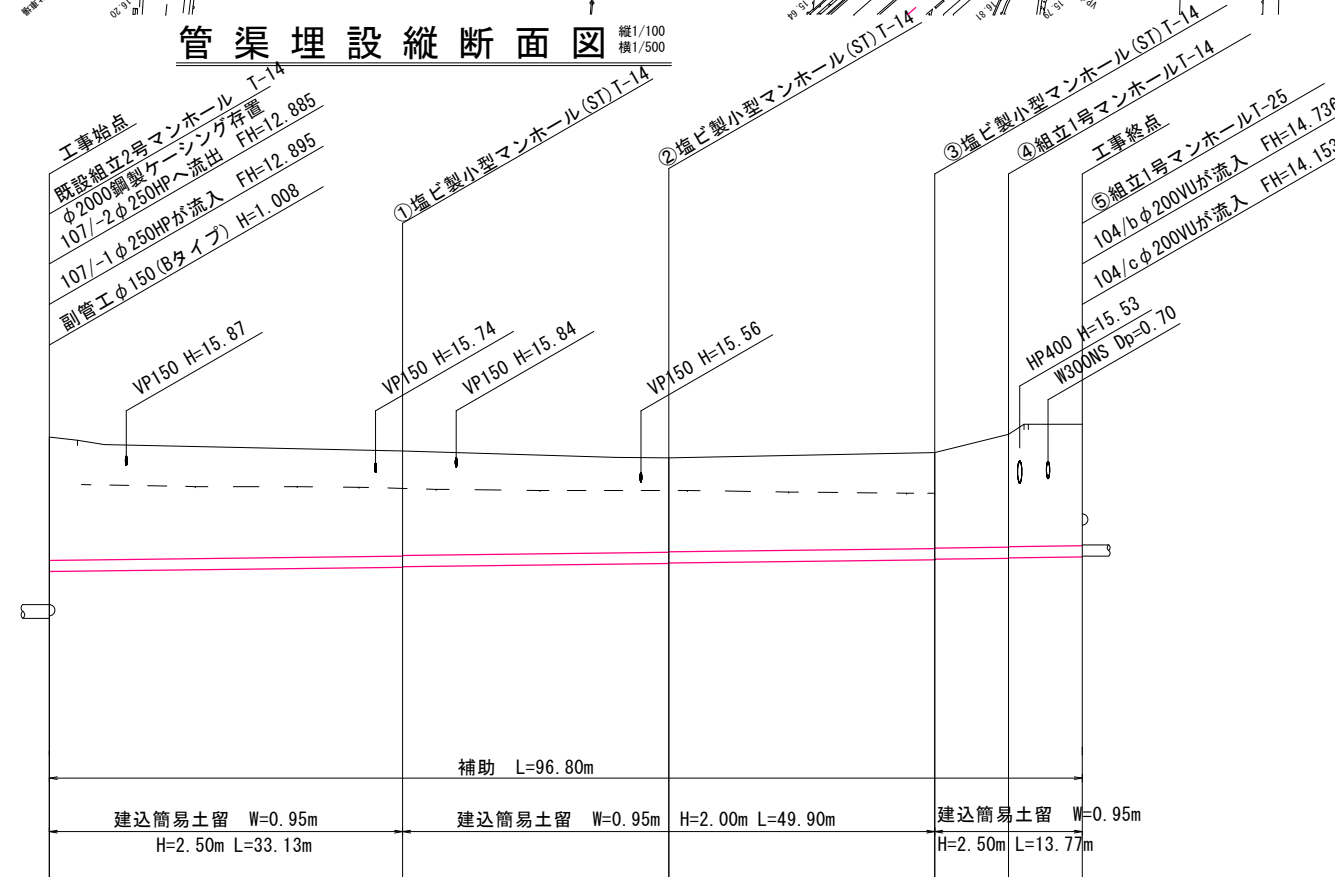 管渠埋設縦断面図 縦1/100
横1/500
工事始点
既設組立2号マンホール T-14
φ2000鋼製ケーシング存置
107/-2φ250HPへ流出 FH=12.885
107/-1φ250HPが流入 FH=12.895
副管工φ150(Bタイプ) H=1.008
①塩ビ製小型マンホール(ST)T-14
②塩ビ製小型マンホール(ST)T-14
③塩ビ製小型マンホール(ST)T-14
④組立1号マンホールT-14
工事終点
⑤組立1号マンホールT-25
104/bφ200VUが流入 FH=14.736
104/cφ200VUが流入 FH=14.153
VP150 H=15.87
VP150 H=15.74
VP150 H=15.84
VP150 H=15.56
HP400 H=15.53
W300NS Dp=0.70
補助 L=96.80m
建込簡易土留 W=0.95m
H=2.50m L=33.13m
建込簡易土留 W=0.95m H=2.00m L=49.90m
建込簡易土留 W=0.95m
H=2.50m L=13.77m
16.20
15.64
16.81
15.79